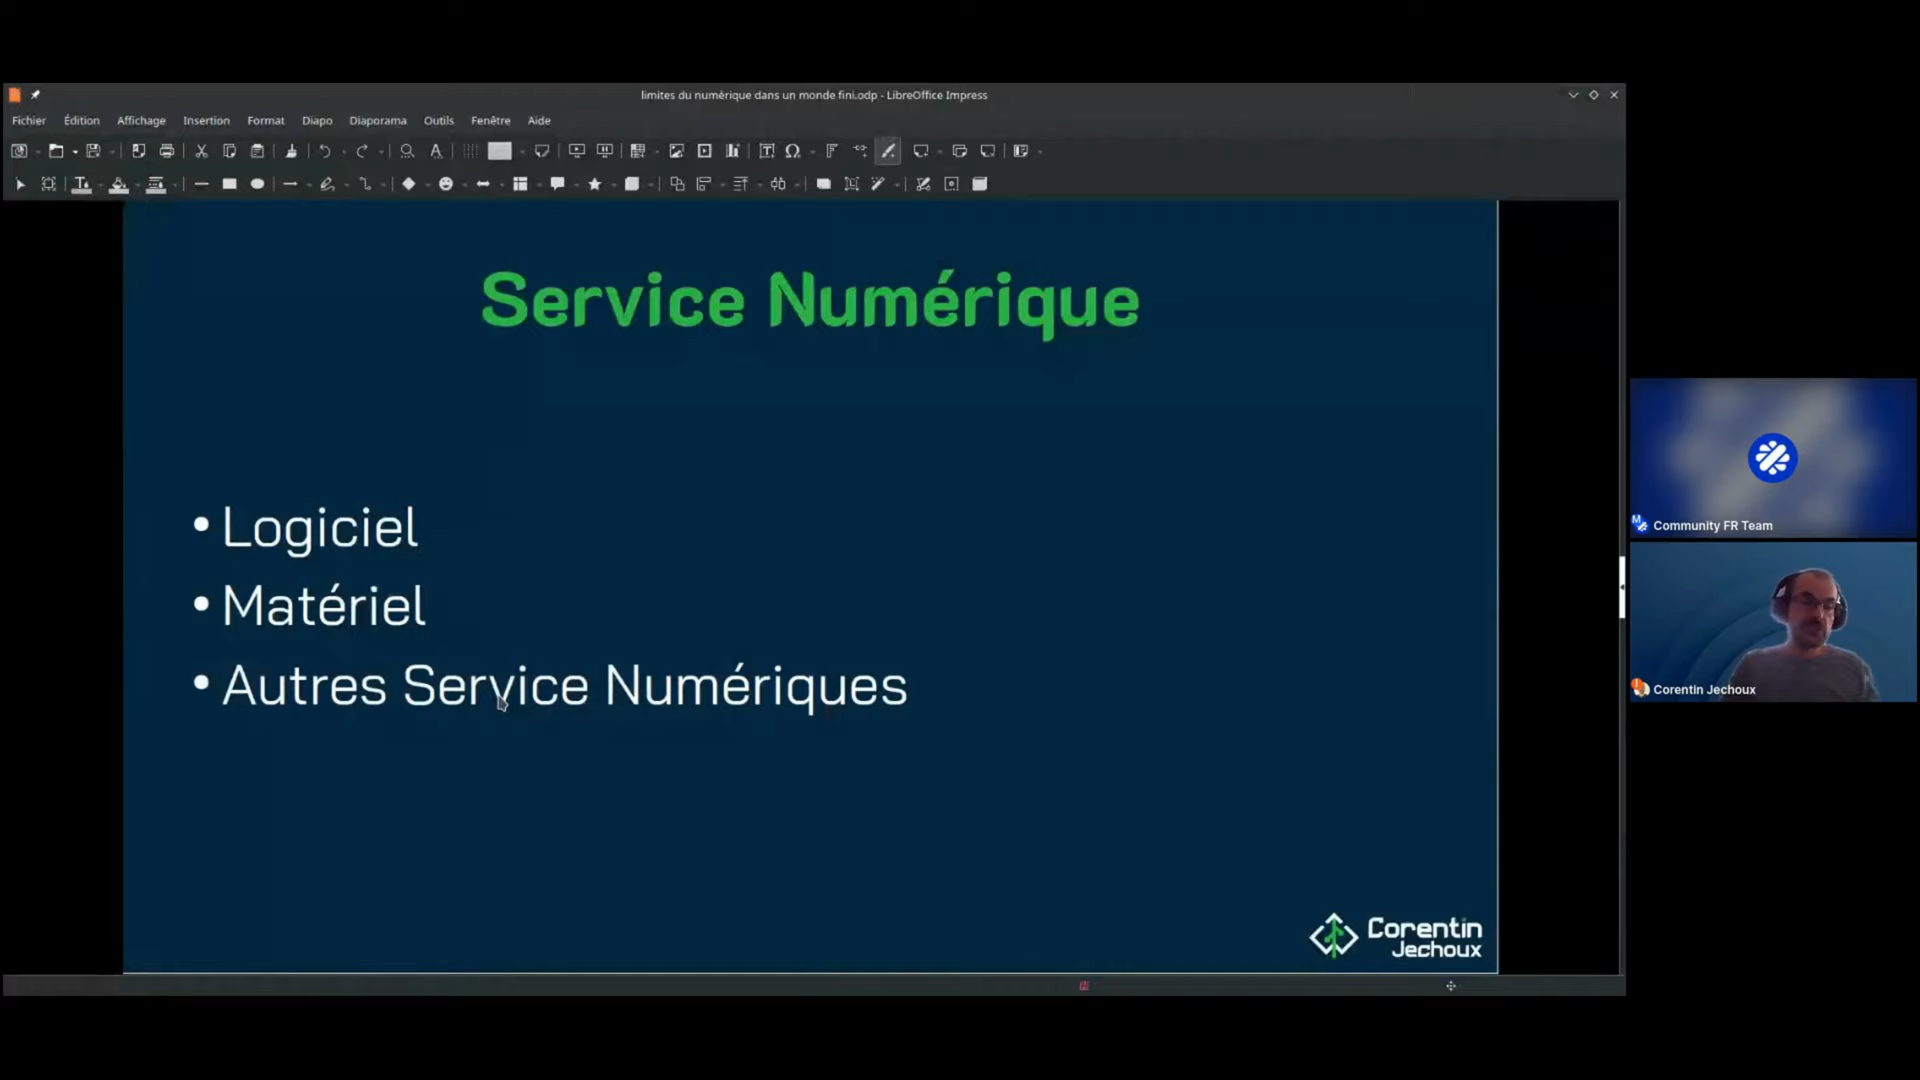 limites du numérique dans un monde fini.odp - LibreOffice Impress
Fichier Édition Affichage Insertion Format Diapo Diaporama Outils Fenêtre Aide
Service Numérique
• Logiciel
• Matériel
• Autres Service Numériques
Corentin
Jechoux
Community FR Team
Corentin Jechoux